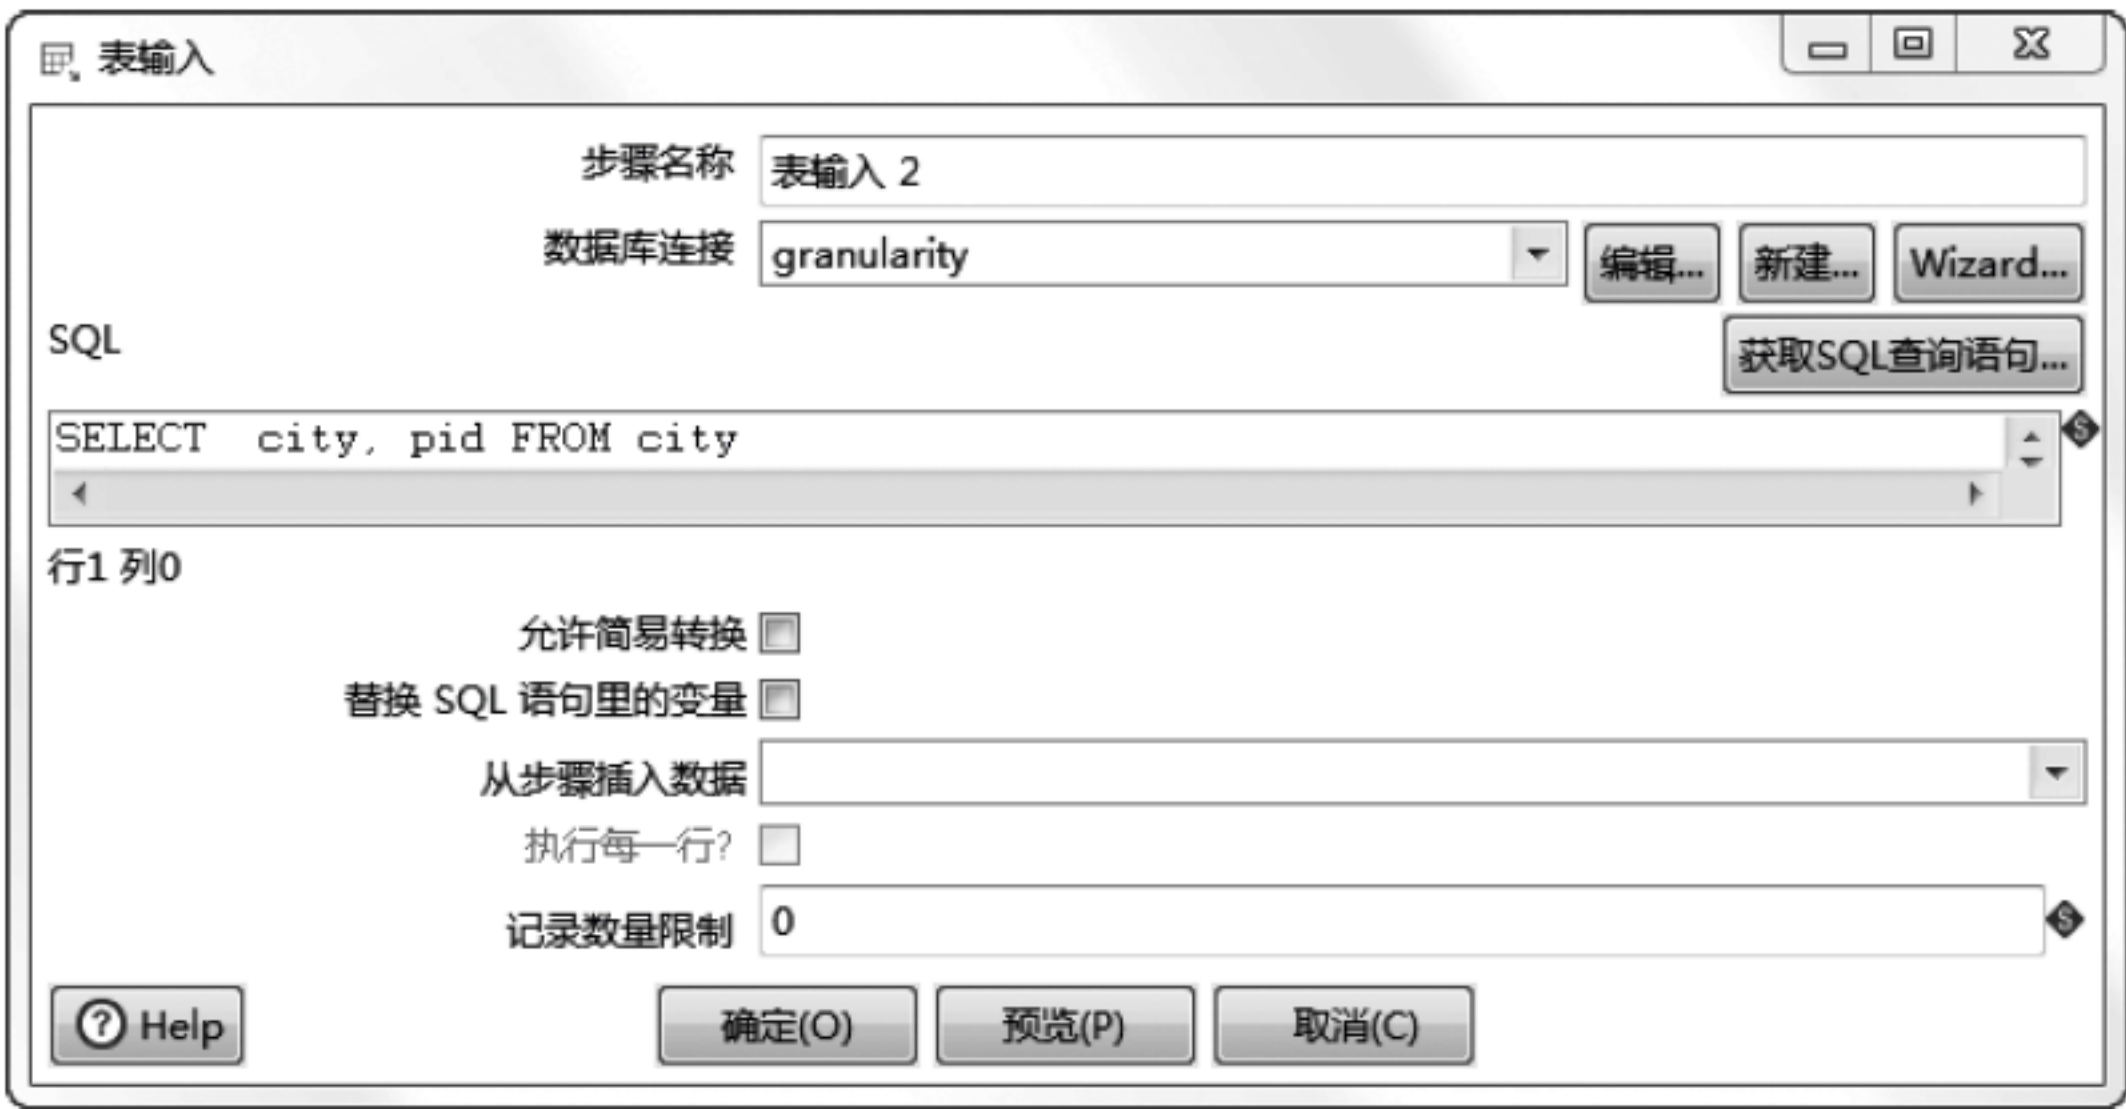 表输入
步骤名称 表输入 2
数据库连接 granularity 编辑... 新建... Wizard...
SQL 获取SQL查询语句...
SELECT  city, pid FROM city
行1 列0
允许简易转换
替换 SQL 语句里的变量
从步骤插入数据
执行每一行?
记录数量限制 0
Help 确定(O) 预览(P) 取消(C)